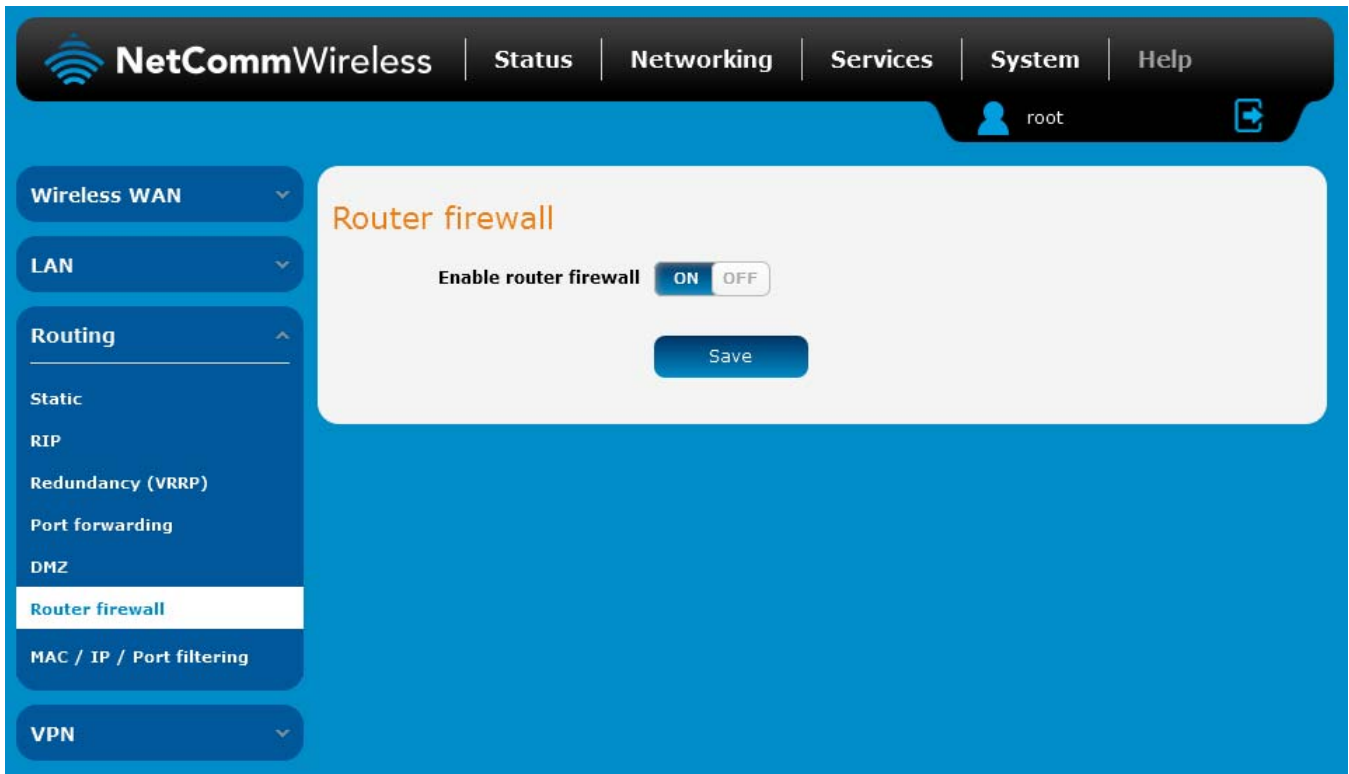 NetCommWireless Status Networking Services System Help
root
Wireless WAN
LAN
Routing
Static
RIP
Redundancy (VRRP)
Port forwarding
DMZ
Router firewall
MAC / IP / Port filtering
VPN
Router firewall
Enable router firewall ON OFF
Save